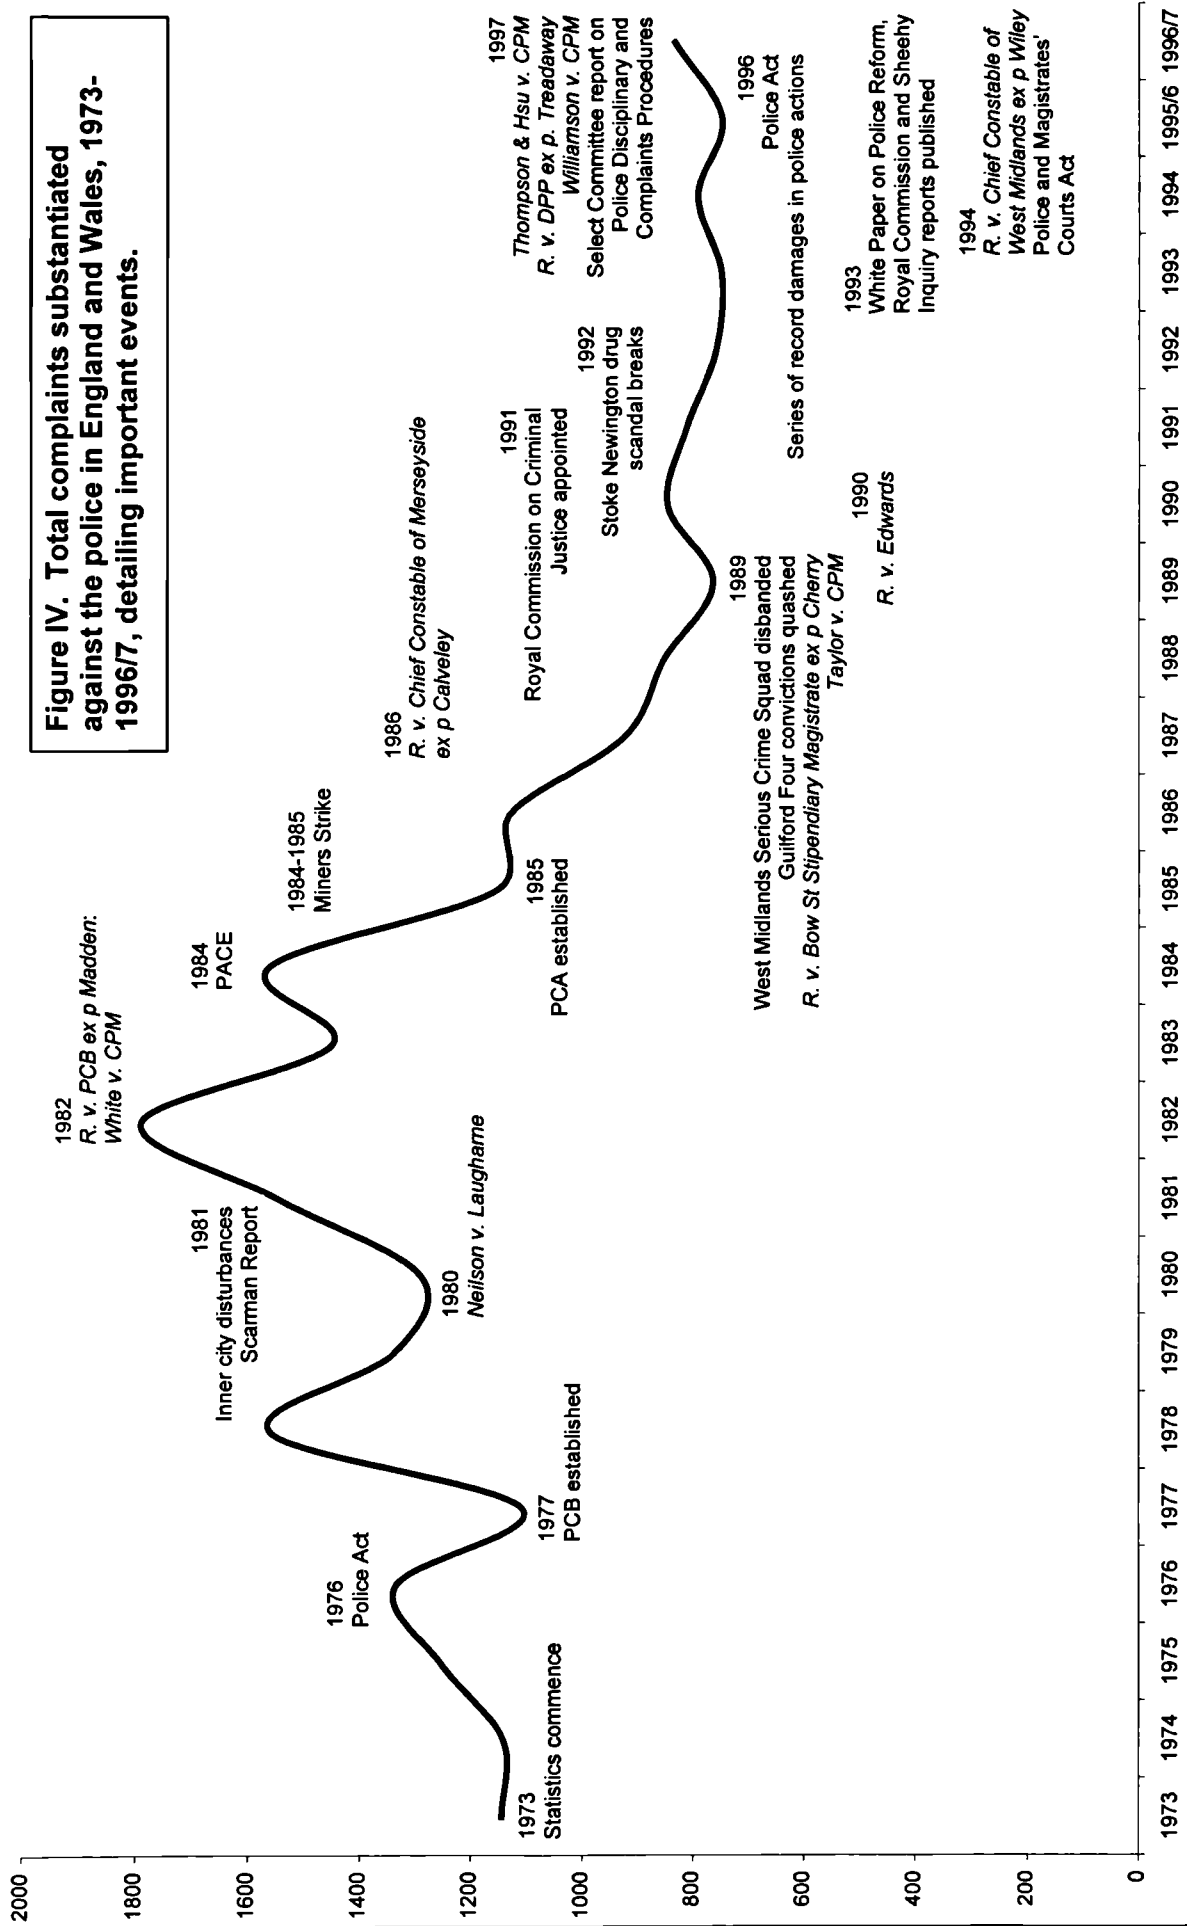 Figure IV. Total complaints substantiated
against the police in England and Wales, 1973-
1996/7, detailing important events.
2000
1800
1600
1400
1200
1000
800
600
400
200
0
1973
Statistics commence
1976
Police Act
1977
PCB established
1981
Inner city disturbances
Scarman Report
1980
Neilson v. Laugharne
1982
R. v. PCB ex p Madden:
White v. CPM
1984
PACE
1984-1985
Miners Strike
1985
PCA established
1986
R. v. Chief Constable of Merseyside
ex p Calveley
1989
West Midlands Serious Crime Squad disbanded
Guilford Four convictions quashed
R. v. Bow St Stipendiary Magistrate ex p Cherry
Taylor v. CPM
1990
R. v. Edwards
1991
Royal Commission on Criminal
Justice appointed
1992
Stoke Newington drug
scandal breaks
1997
Thompson & Hsu v. CPM
R. v. DPP ex p. Treadaway
Williamson v. CPM
Select Committee report on
Police Disciplinary and
Complaints Procedures
1996
Police Act
Series of record damages in police actions
1993
White Paper on Police Reform,
Royal Commission and Sheehy
Inquiry reports published
1994
R. v. Chief Constable of
West Midlands ex p Wiley
Police and Magistrates'
Courts Act
1973 1974 1975 1976 1977 1978 1979 1980 1981 1982 1983 1984 1985 1986 1987 1988 1989 1990 1991 1992 1993 1994 1995/6 1996/7